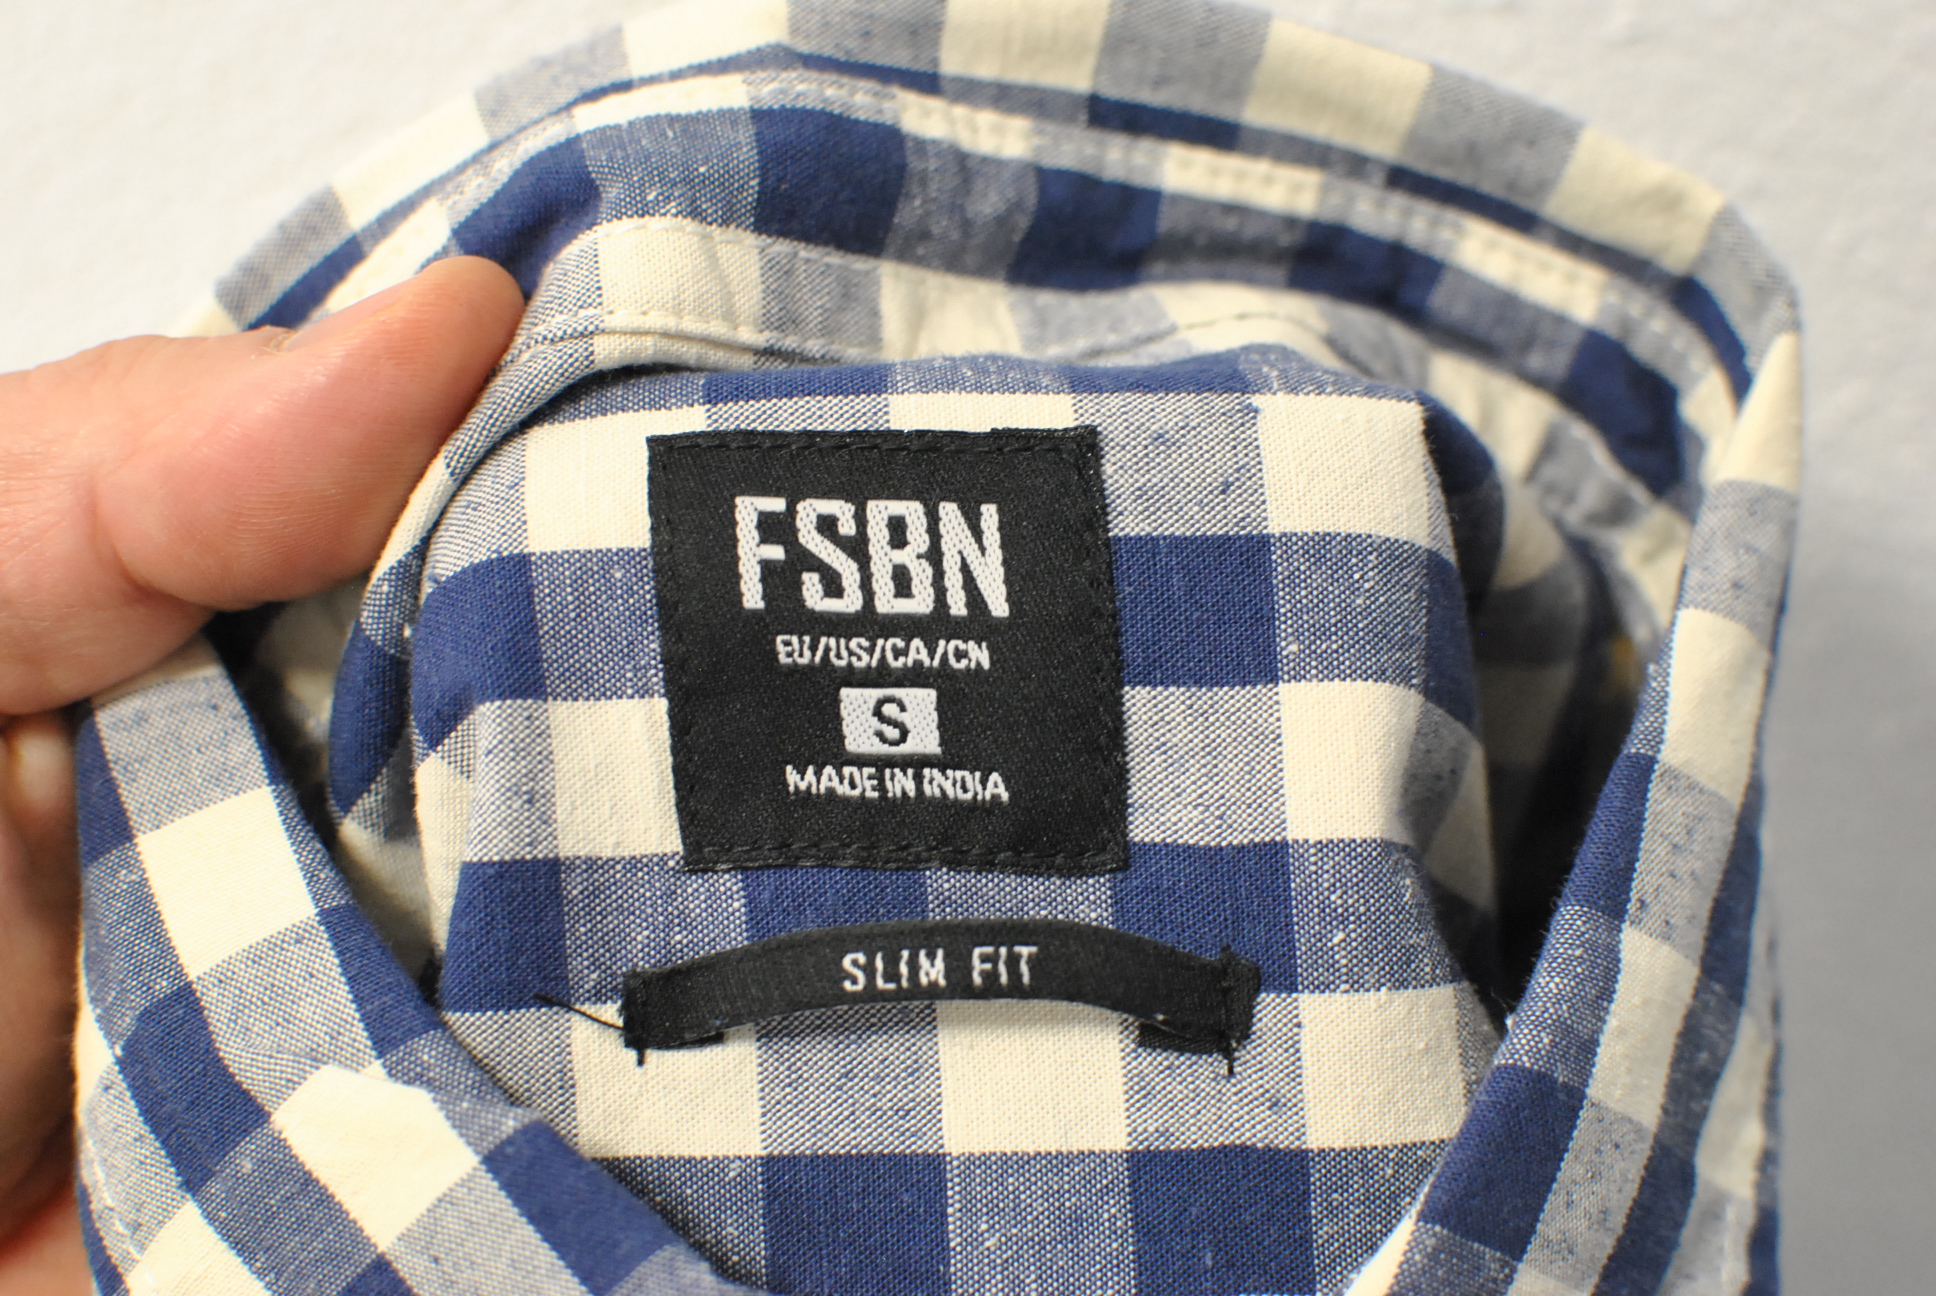 FSBN
EU/US/CA/CN
S
MADE IN INDIA
SLIM FIT